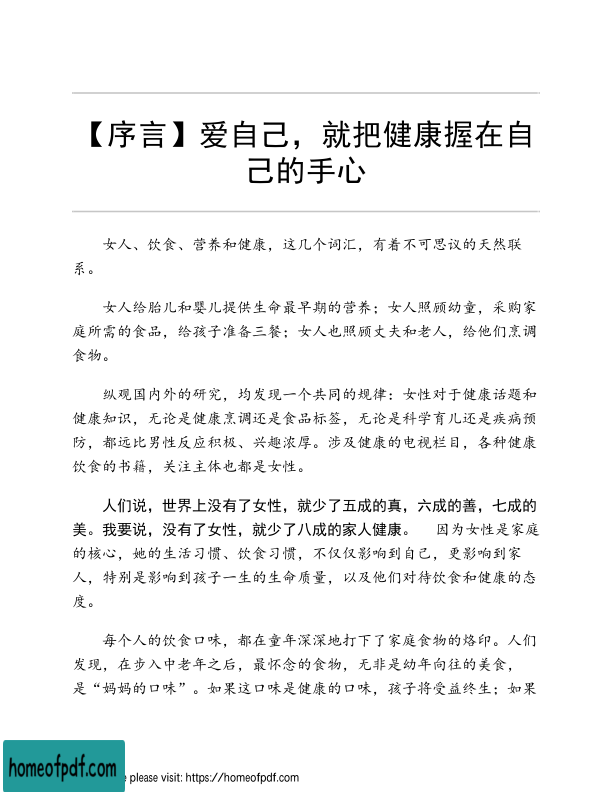 【序言】爱自己，就把健康握在自
己的手心
女人、饮食、营养和健康，这几个词汇，有着不可思议的天然联
系。
女人给胎儿和婴儿提供生命最早期的营养；女人照顾幼童，采购家
庭所需的食品，给孩子准备三餐；女人也照顾丈夫和老人，给他们烹调
食物。
纵观国内外的研究，均发现一个共同的规律：女性对于健康话题和
健康知识，无论是健康烹调还是食品标签，无论是科学育儿还是疾病预
防，都远比男性反应积极、兴趣浓厚。涉及健康的电视栏目，各种健康
饮食的书籍，关注主体也都是女性。
人们说，世界上没有了女性，就少了五成的真，六成的善，七成的
美。我要说，没有了女性，就少了八成的家人健康。 因为女性是家庭
的核心，她的生活习惯、饮食习惯，不仅仅影响到自己，更影响到家
人，特别是影响到孩子一生的生命质量，以及他们对待饮食和健康的态
度。
每个人的饮食口味，都在童年深深地打下了家庭食物的烙印。人们
发现，在步入中老年之后，最怀念的食物，无非是幼年向往的美食，
是“妈妈的口味”。如果这口味是健康的口味，孩子将受益终生；如果
homeofpdf.com
e please visit: https://homeofpdf.com